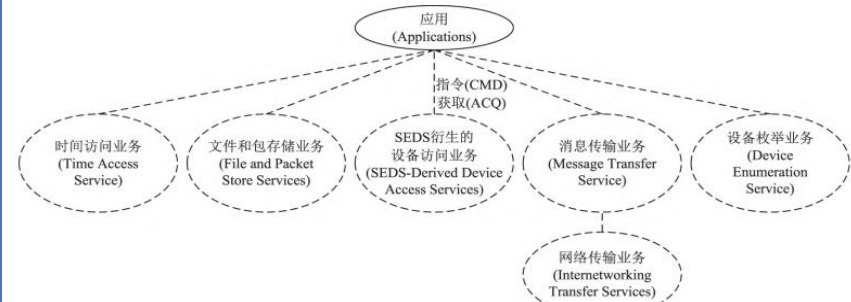 应用
(Applications)
指令(CMD)
获取(ACQ)
时间访问业务
(Time Access
Service)
文件和包存储业务
(File and Packet
Store Services)
SEDS衍生的
设备访问业务
(SEDS-Derived Device
Access Services)
消息传输业务
(Message Transfer
Service)
设备枚举业务
(Device
Enumeration
Service)
网络传输业务
(Internetworking
Transfer Services)